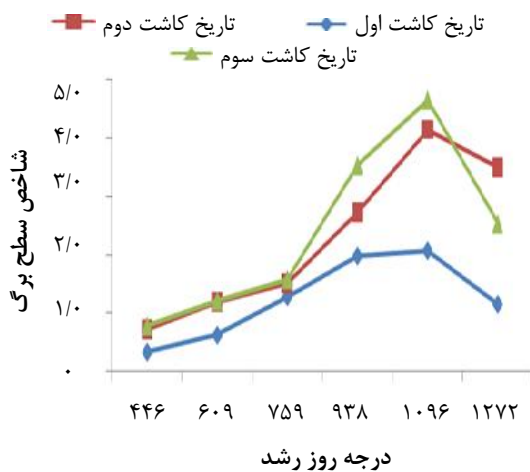 تاریخ کاشت اول تاریخ کاشت دوم
تاریخ کاشت سوم
شاخص سطح برگ
۵/۰
۴/۰
۳/۰
۲/۰
۱/۰
۰
۴۴۶ ۶۰۹ ۷۵۹ ۹۳۸ ۱۰۹۶ ۱۲۷۲
درجه روز رشد